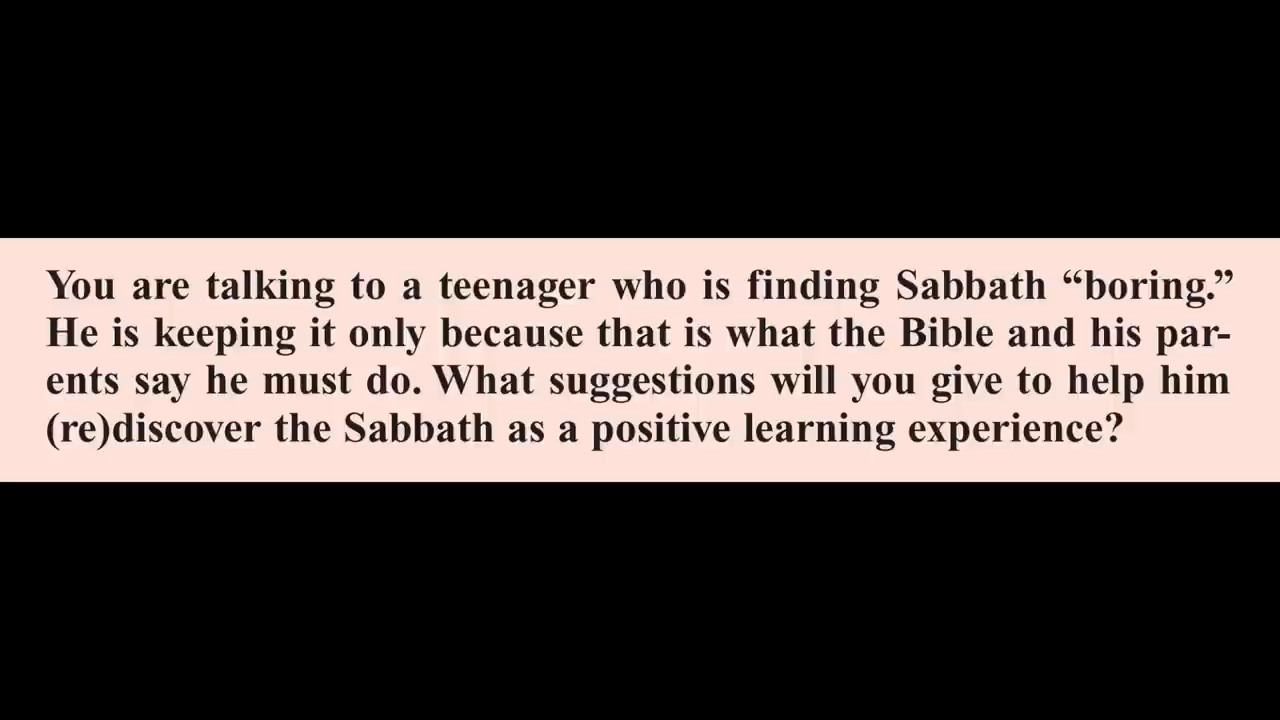 You are talking to a teenager who is finding Sabbath “boring.”
He is keeping it only because that is what the Bible and his par-
ents say he must do. What suggestions will you give to help him
(re)discover the Sabbath as a positive learning experience?